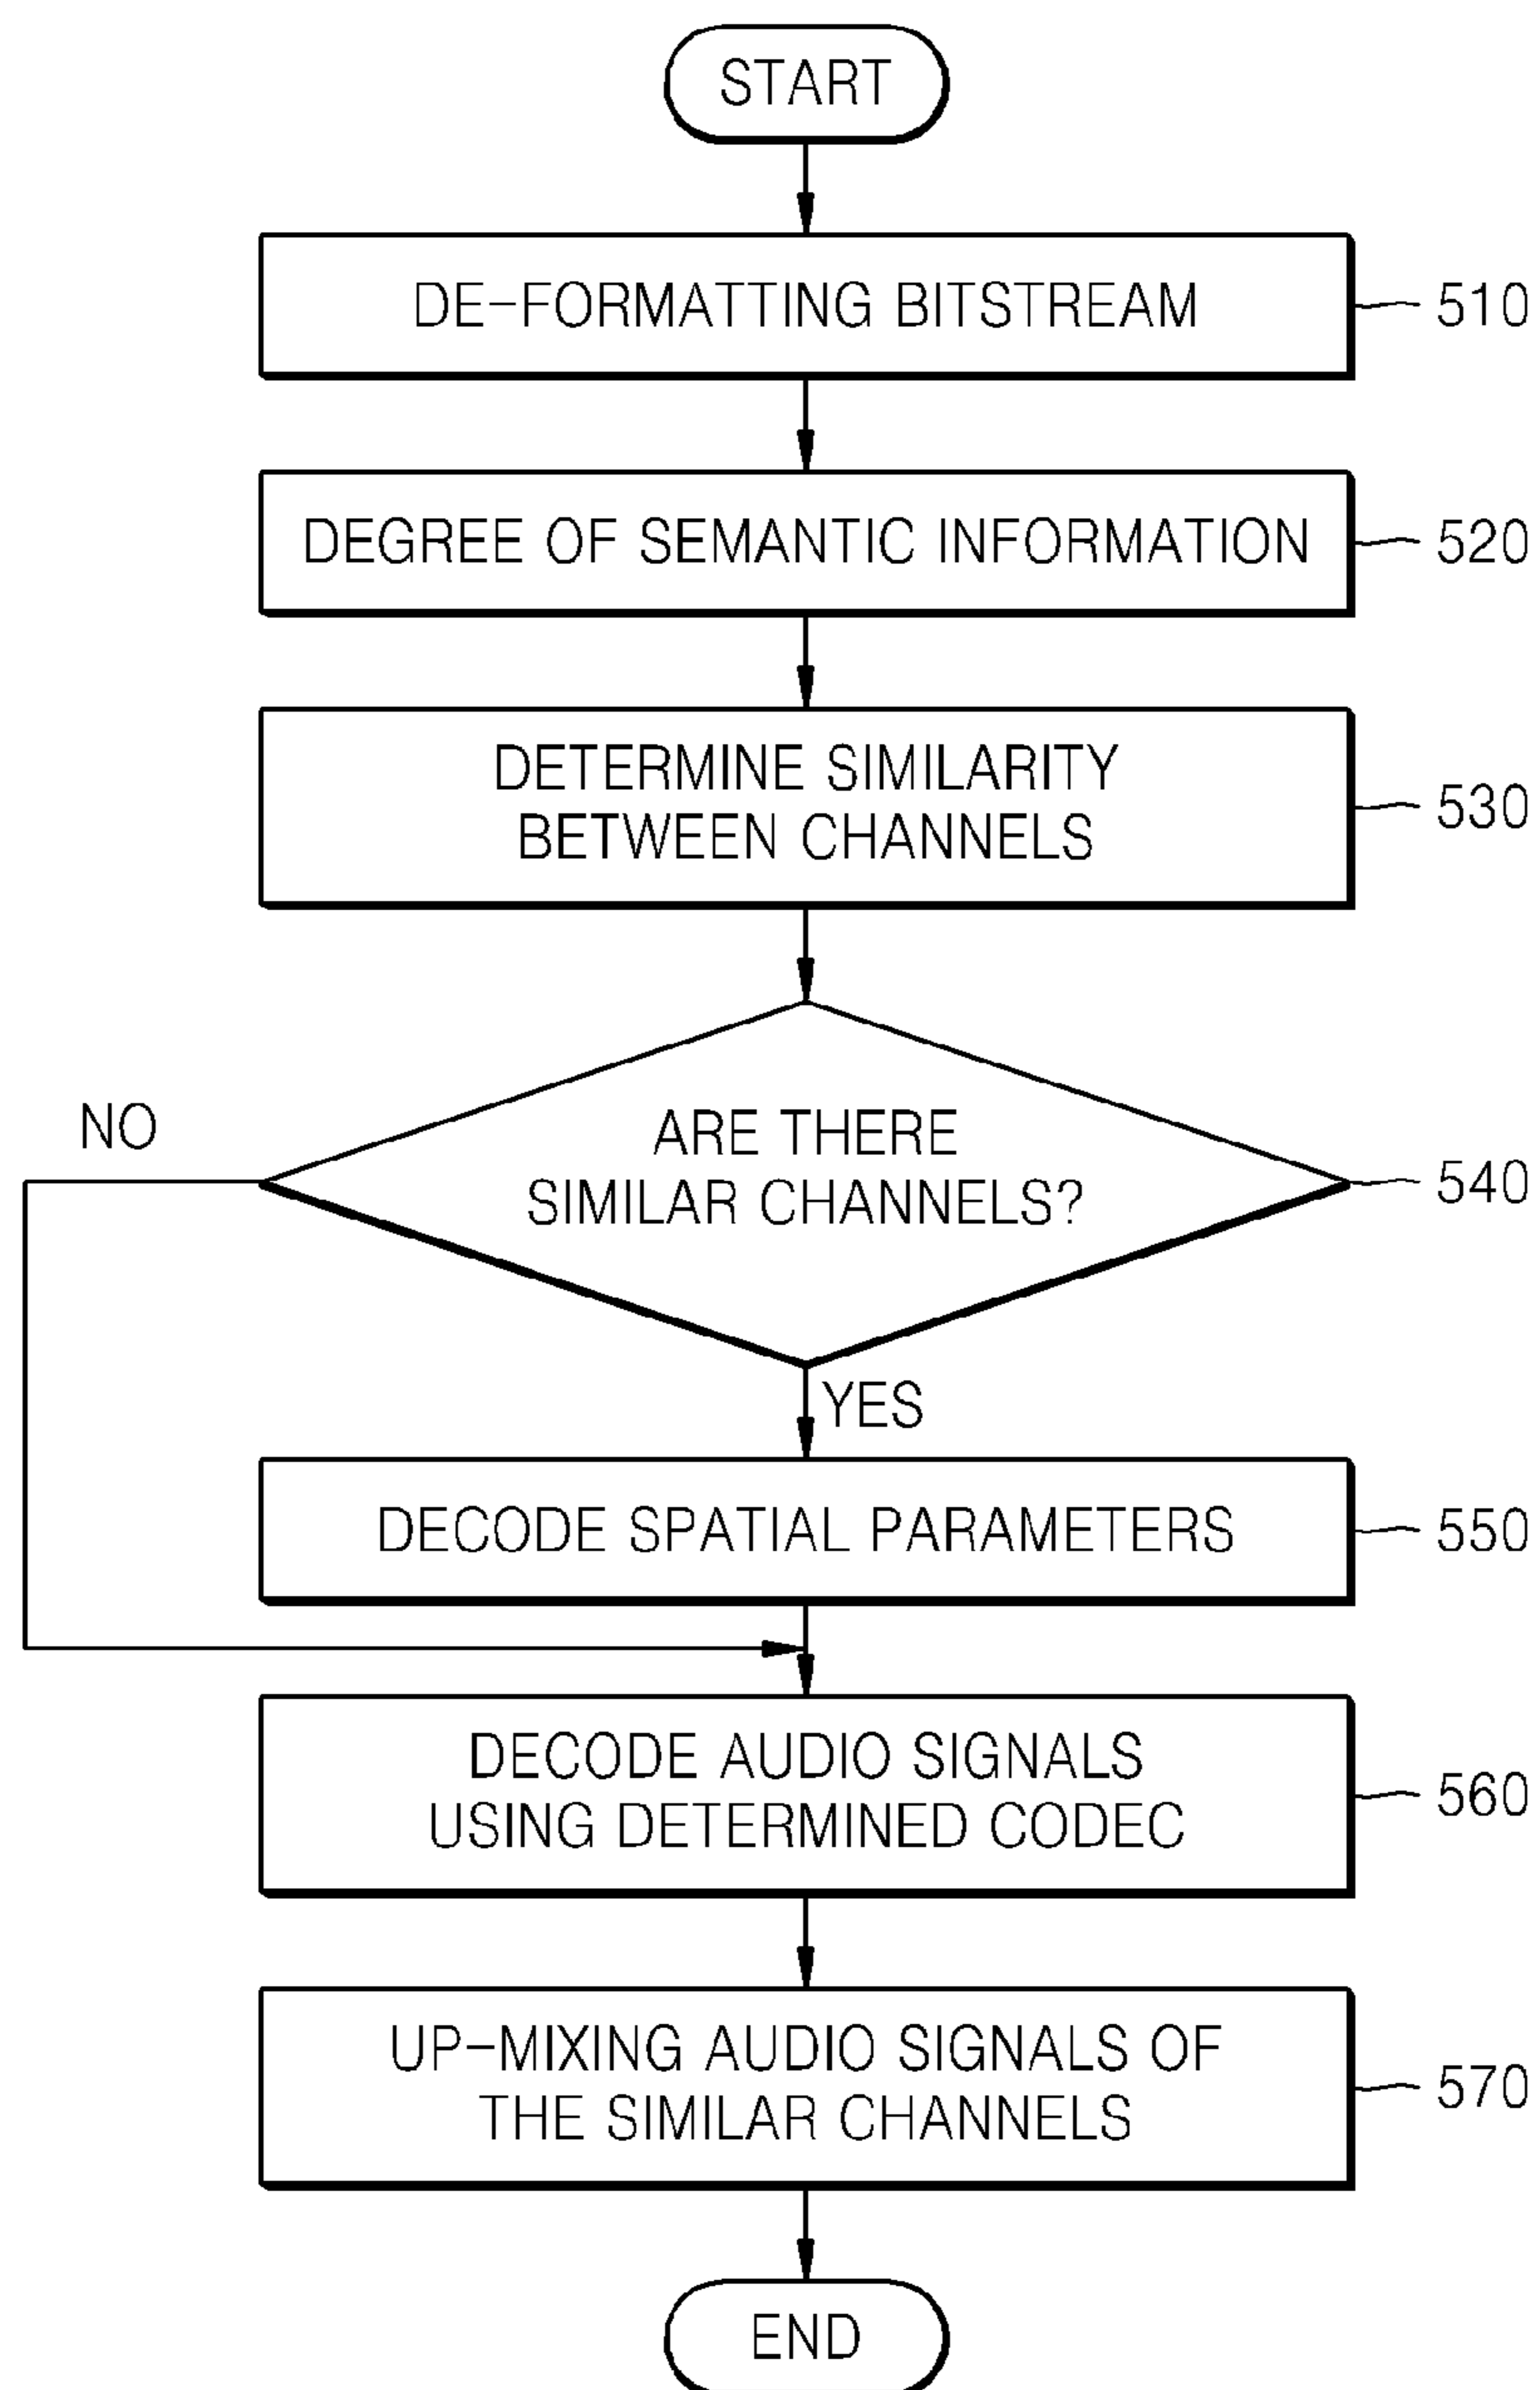 START
DE-FORMATTING BITSTREAM
510
DEGREE OF SEMANTIC INFORMATION
520
DETERMINE SIMILARITY
BETWEEN CHANNELS
530
ARE THERE
SIMILAR CHANNELS?
540
NO
YES
DECODE SPATIAL PARAMETERS
550
DECODE AUDIO SIGNALS
USING DETERMINED CODEC
560
UP-MIXING AUDIO SIGNALS OF
THE SIMILAR CHANNELS
570
END